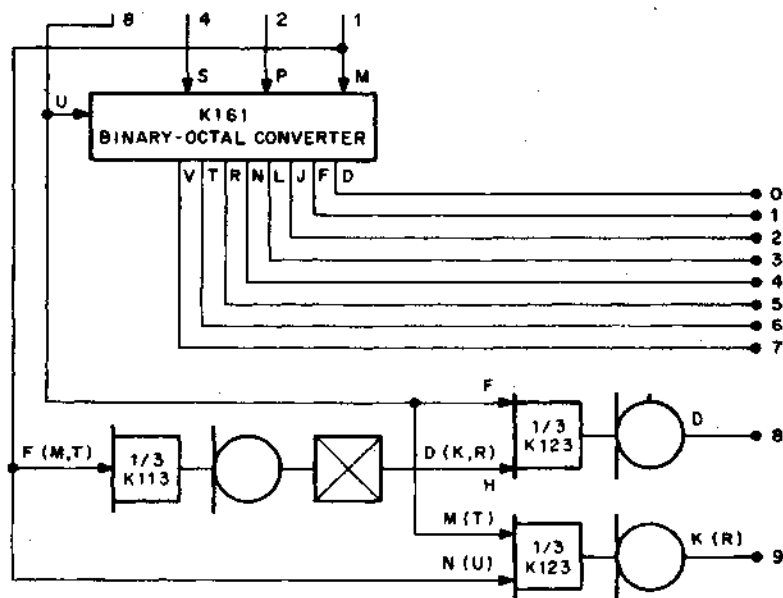 8 4 2 1
S P M
U
K161
BINARY-OCTAL CONVERTER
V T R N L J F D
0
1
2
3
4
5
6
7
F
1/3
K123
D
8
F (M,T)
1/3
K113
D (K,R)
H
M (T)
1/3
K123
K (R)
9
N (U)